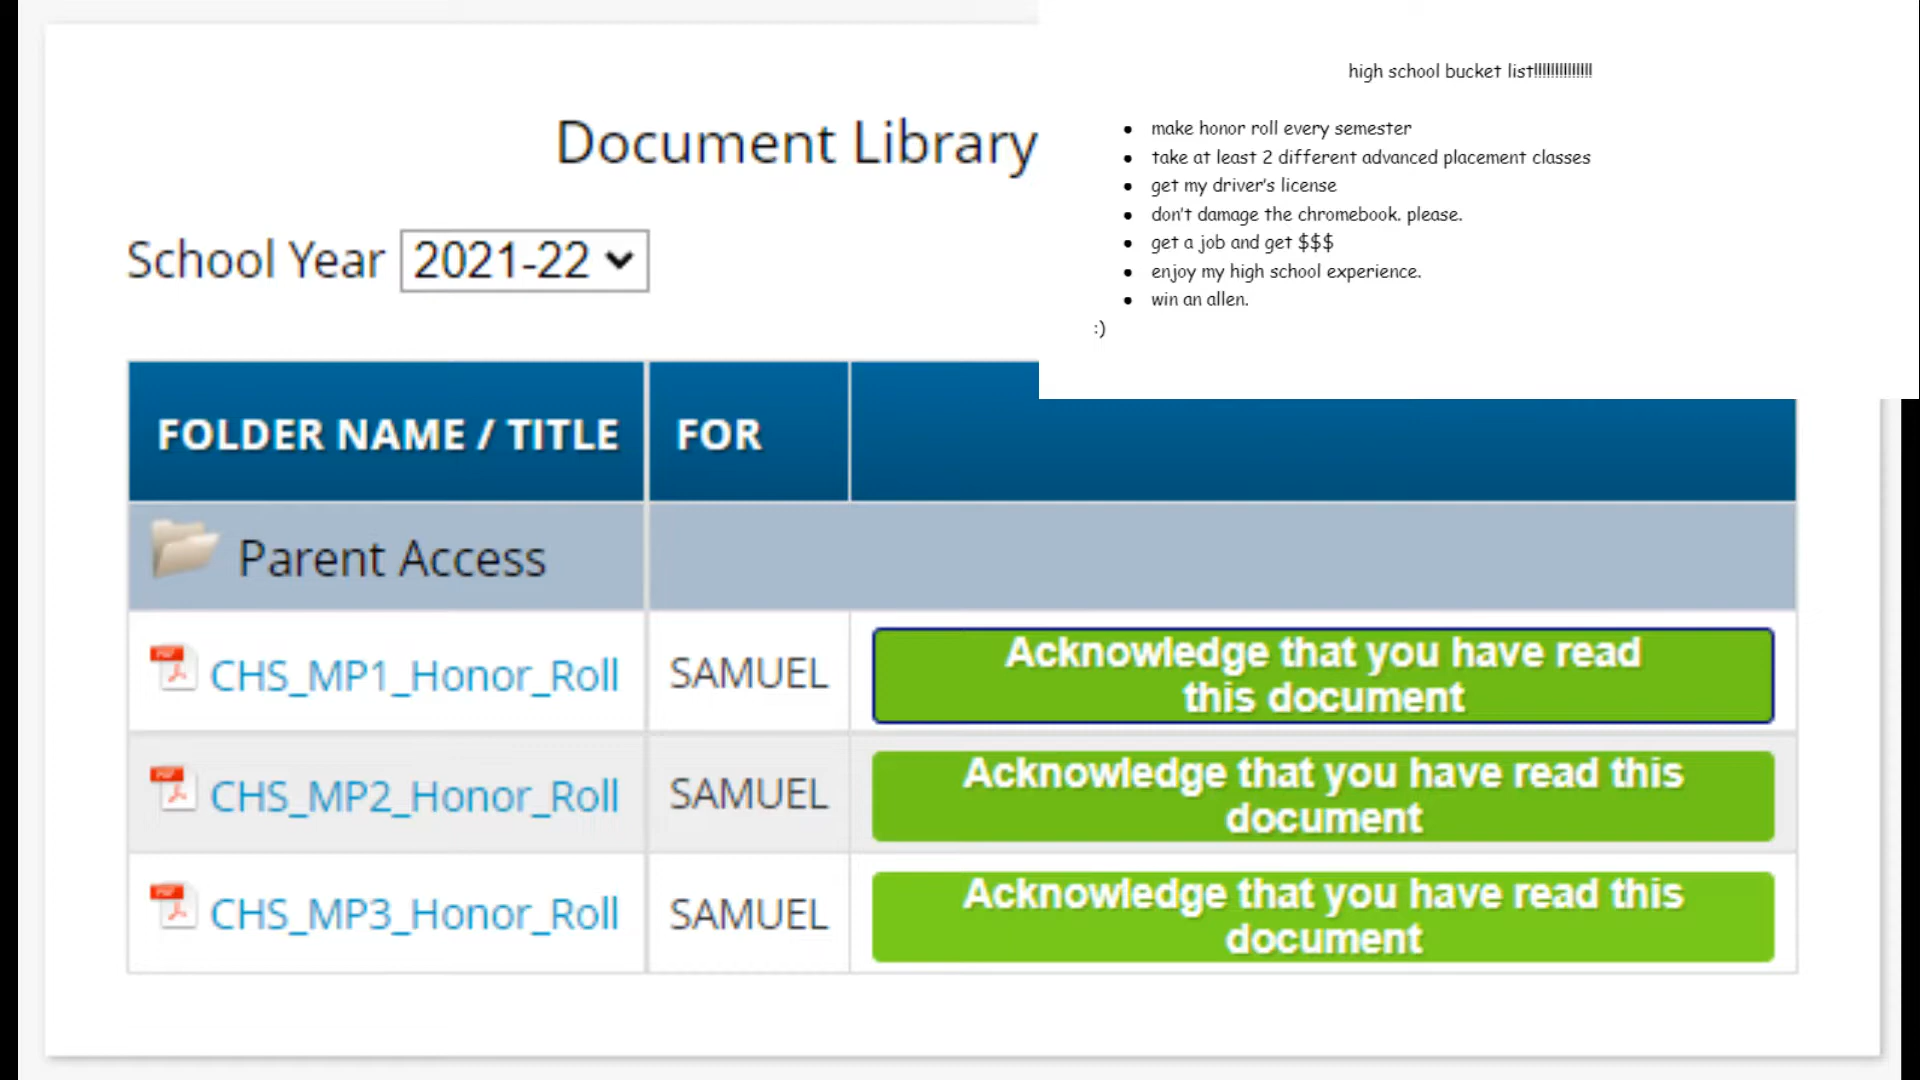 high school bucket list!!!!!!!!!!!!!!
make honor roll every semester
take at least 2 different advanced placement classes
get my driver's license
don't damage the chromebook. please.
get a job and get $$$
enjoy my high school experience.
win an allen.
:)
Document Library
School Year 2021-22
FOLDER NAME / TITLE FOR
Parent Access
CHS_MP1_Honor_Roll SAMUEL Acknowledge that you have read
this document
CHS_MP2_Honor_Roll SAMUEL Acknowledge that you have read this
document
CHS_MP3_Honor_Roll SAMUEL Acknowledge that you have read this
document